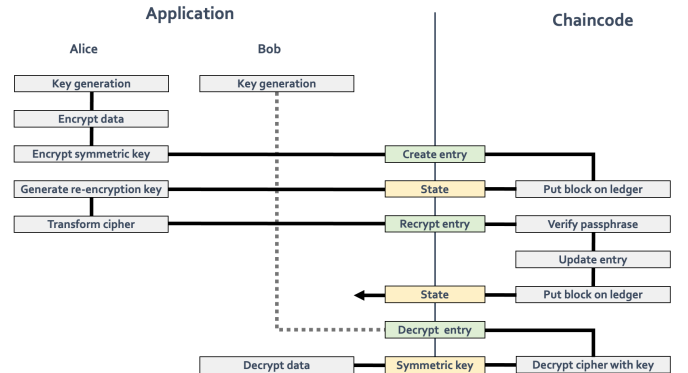 Application
Chaincode
Alice
Bob
Key generation
Key generation
Encrypt data
Encrypt symmetric key
Create entry
Generate re-encryption key
State
Put block on ledger
Transform cipher
Recrypt entry
Verify passphrase
Update entry
State
Put block on ledger
Decrypt entry
Decrypt data
Symmetric key
Decrypt cipher with key